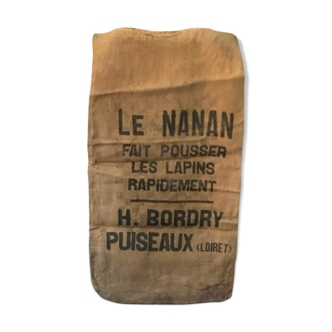 LE NANAN
FAIT POUSSER
LES LAPINS
RAPIDEMENT
H. BORDRY
PUISEAUX (LOIRET)